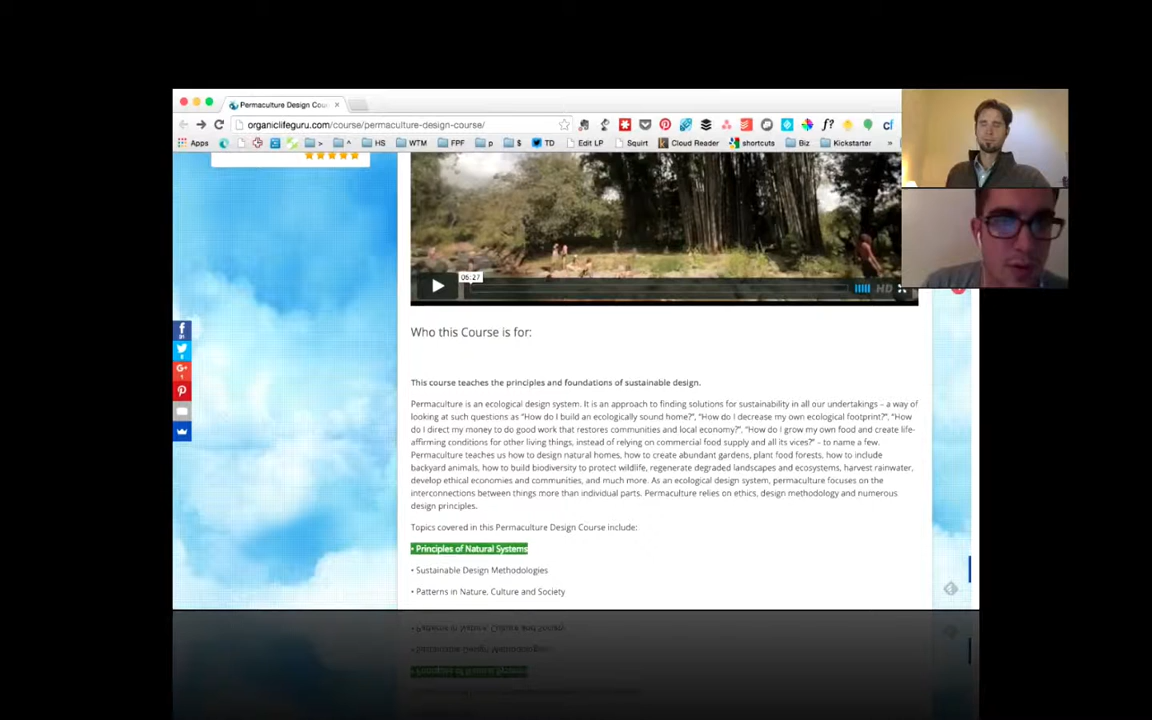 Permaculture Design Cour
organiclifeguru.com/course/permaculture-design-course/
f?
Apps
>
^
HS
WTM
FPF
p
$
TD
Edit LP
Squirt
Cloud Reader
shortcuts
Biz
Kickstarter
»
06:27
HD
Who this Course is for:
31
1
This course teaches the principles and foundations of sustainable design.
Permaculture is an ecological design system. It is an approach to finding solutions for sustainability in all our undertakings – a way of
looking at such questions as “How do I build an ecologically sound home?”, “How do I decrease my own ecological footprint?”, “How
do I direct my money to do good work that restores communities and local economy?”, “How do I grow my own food and create life-
affirming conditions for other living things, instead of relying on commercial food supply and all its vices?” – to name a few.
Permaculture teaches us how to design natural homes, how to create abundant gardens, plant food forests, how to include
backyard animals, how to build biodiversity to protect wildlife, regenerate degraded landscapes and ecosystems, harvest rainwater,
develop ethical economies and communities, and much more. As an ecological design system, permaculture focuses on the
interconnections between things more than individual parts. Permaculture relies on ethics, design methodology and numerous
design principles.
Topics covered in this Permaculture Design Course include:
• Principles of Natural Systems
• Sustainable Design Methodologies
• Patterns in Nature, Culture and Society